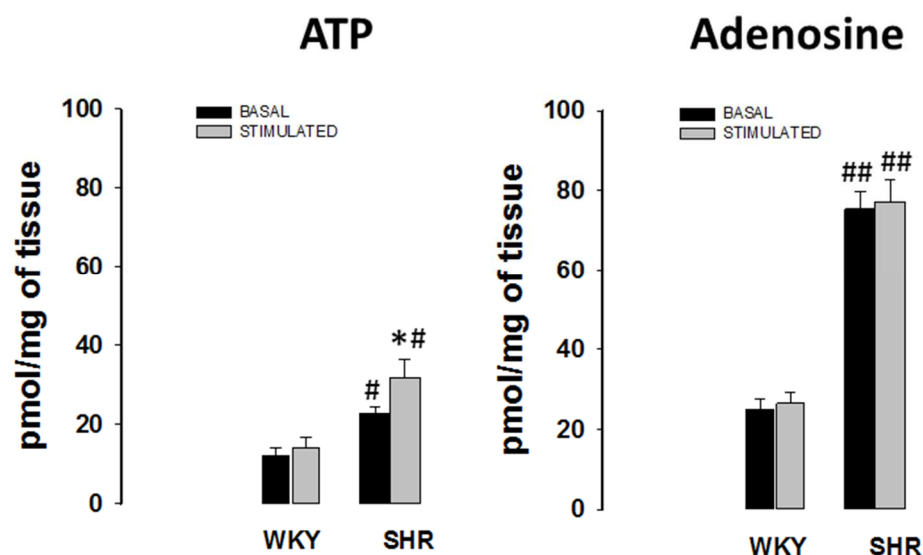 ATP
Adenosine
pmol/mg of tissue
100
80
60
40
20
0
BASAL
STIMULATED
#
*#
WKY
SHR
pmol/mg of tissue
100
80
60
40
20
0
BASAL
STIMULATED
##
##
WKY
SHR